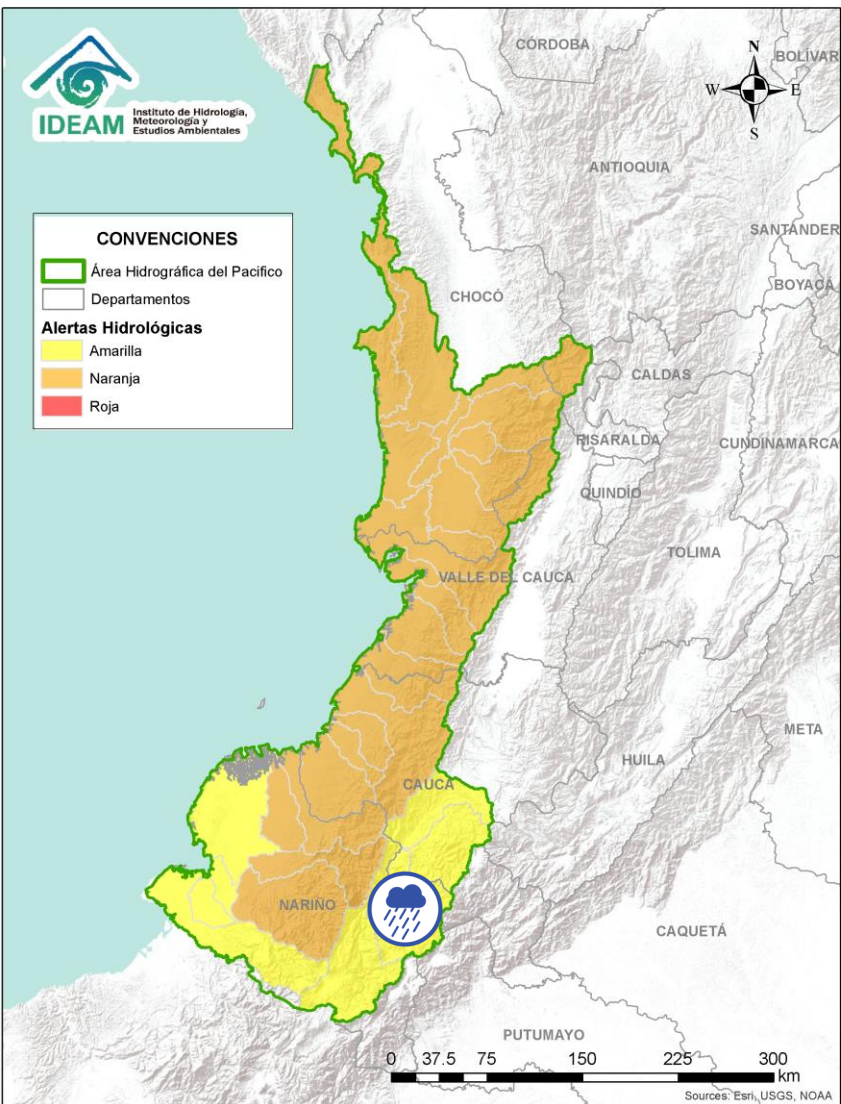 IDEAM
Instituto de Hidrología,
Meteorología y
Estudios Ambientales
CONVENCIONES
Área Hidrográfica del Pacifico
Departamentos
Alertas Hidrológicas
Amarilla
Naranja
Roja
N
W E
S
CÓRDOBA
BOLÍVAR
ANTIOQUIA
SANTANDER
BOYACÁ
CHOCÓ
CALDAS
RISARALDA
CUNDINAMARCA
QUINDÍO
TOLIMA
VALLE DEL CAUCA
META
HUILA
CAUCA
NARIÑO
CAQUETÁ
PUTUMAYO
0 37.5 75 150 225 300
km
Sources: Esri, USGS, NOAA